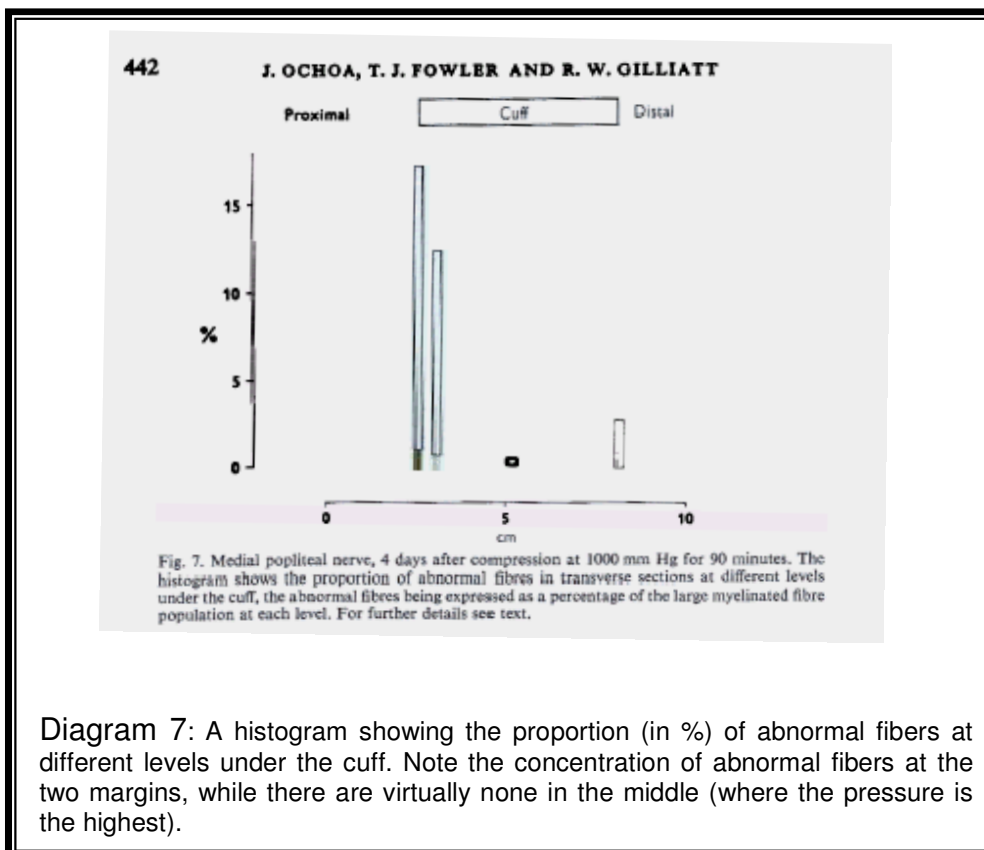 442 J. OCHOA, T. J. FOWLER AND R. W. GILLIATT
Proximal Cuff Distal
15
10
%
5
0
0 5 10
cm
Fig. 7. Medial popliteal nerve, 4 days after compression at 1000 mm Hg for 90 minutes. The
histogram shows the proportion of abnormal fibres in transverse sections at different levels
under the cuff, the abnormal fibres being expressed as a percentage of the large myelinated fibre
population at each level. For further details see text.
Diagram 7: A histogram showing the proportion (in %) of abnormal fibers at
different levels under the cuff. Note the concentration of abnormal fibers at the
two margins, while there are virtually none in the middle (where the pressure is
the highest).